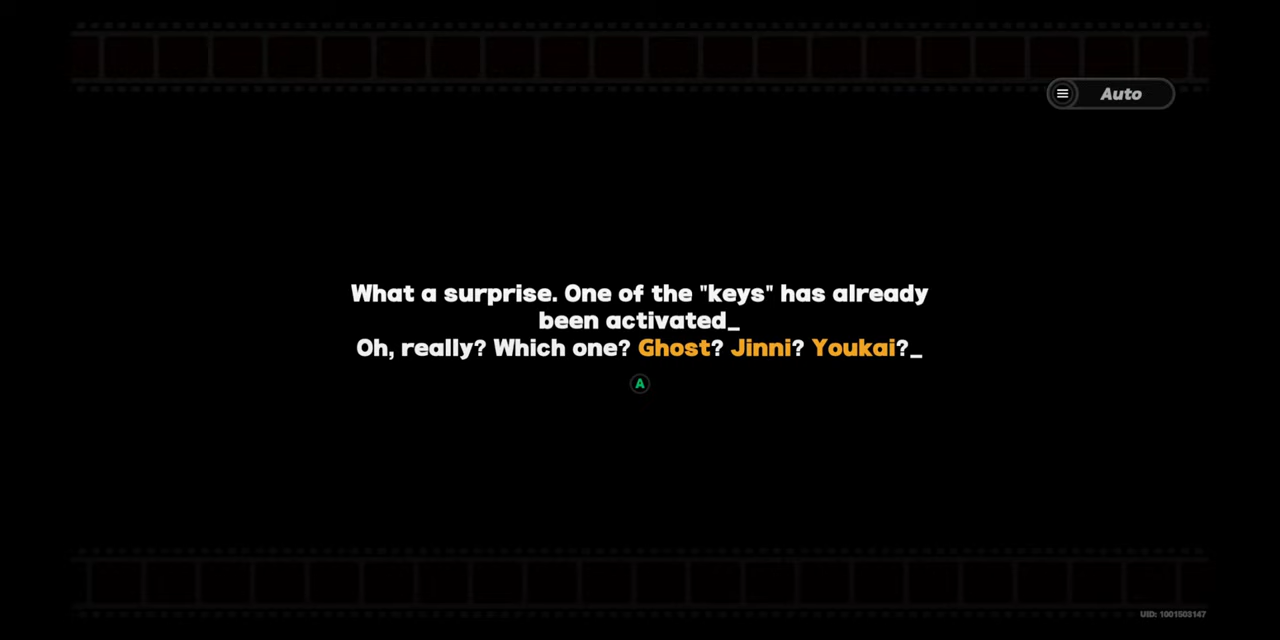 Auto
What a surprise. One of the "keys" has already
been activated_
Oh, really? Which one? Ghost? Jinni? Youkai?_
A
UID: 1001503147